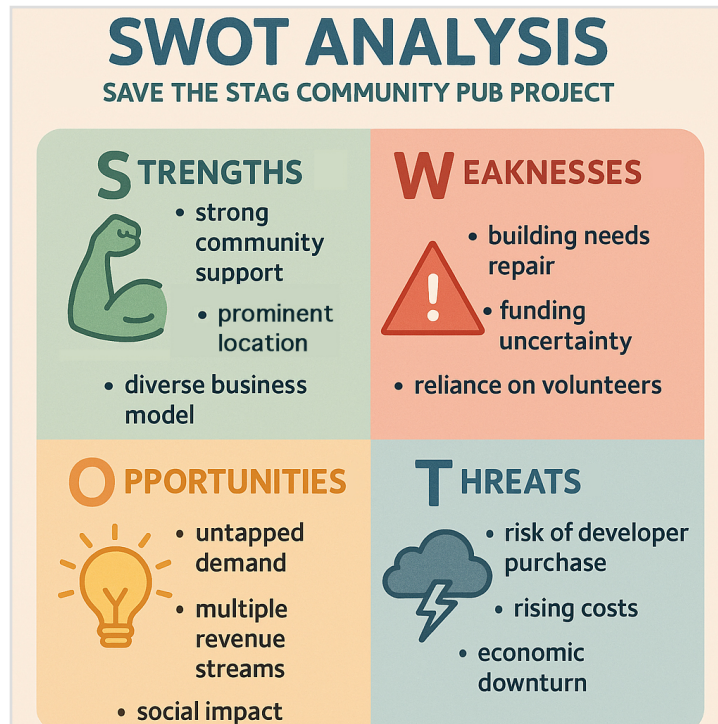 SWOT ANALYSIS
SAVE THE STAG COMMUNITY PUB PROJECT
STRENGTHS
• strong
community
support
• prominent
location
• diverse business
model
WEAKNESSES
• building needs
repair
• funding
uncertainty
• reliance on volunteers
OPPORTUNITIES
• untapped
demand
• multiple
revenue
streams
• social impact
THREATS
• risk of developer
purchase
• rising costs
• economic
downturn